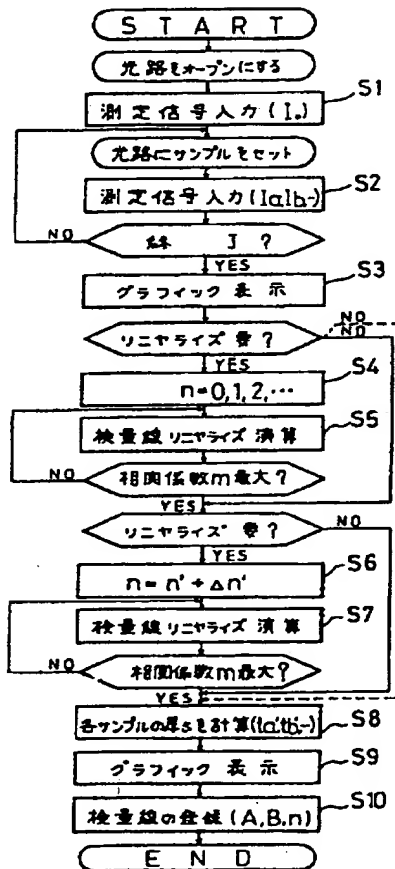 START
光路をオープンにする
S1
測定信号入力(I₀)
光路にサンプルをセット
S2
測定信号入力(Ia,Ib,-)
NO
終了?
YES
S3
グラフィック表示
NO
NO
リニヤライズ要?
YES
S4
n=0,1,2,…
S5
検量線リニヤライズ演算
NO
相関係数m最大?
YES
リニヤライズ要?
NO
YES
S6
n = n' + Δn'
S7
検量線リニヤライズ演算
NO
相関係数m最大?
YES
S8
各サンプルの厚さを計算(ta',tb',-)
S9
グラフィック表示
S10
検量線の登録(A,B,n)
END